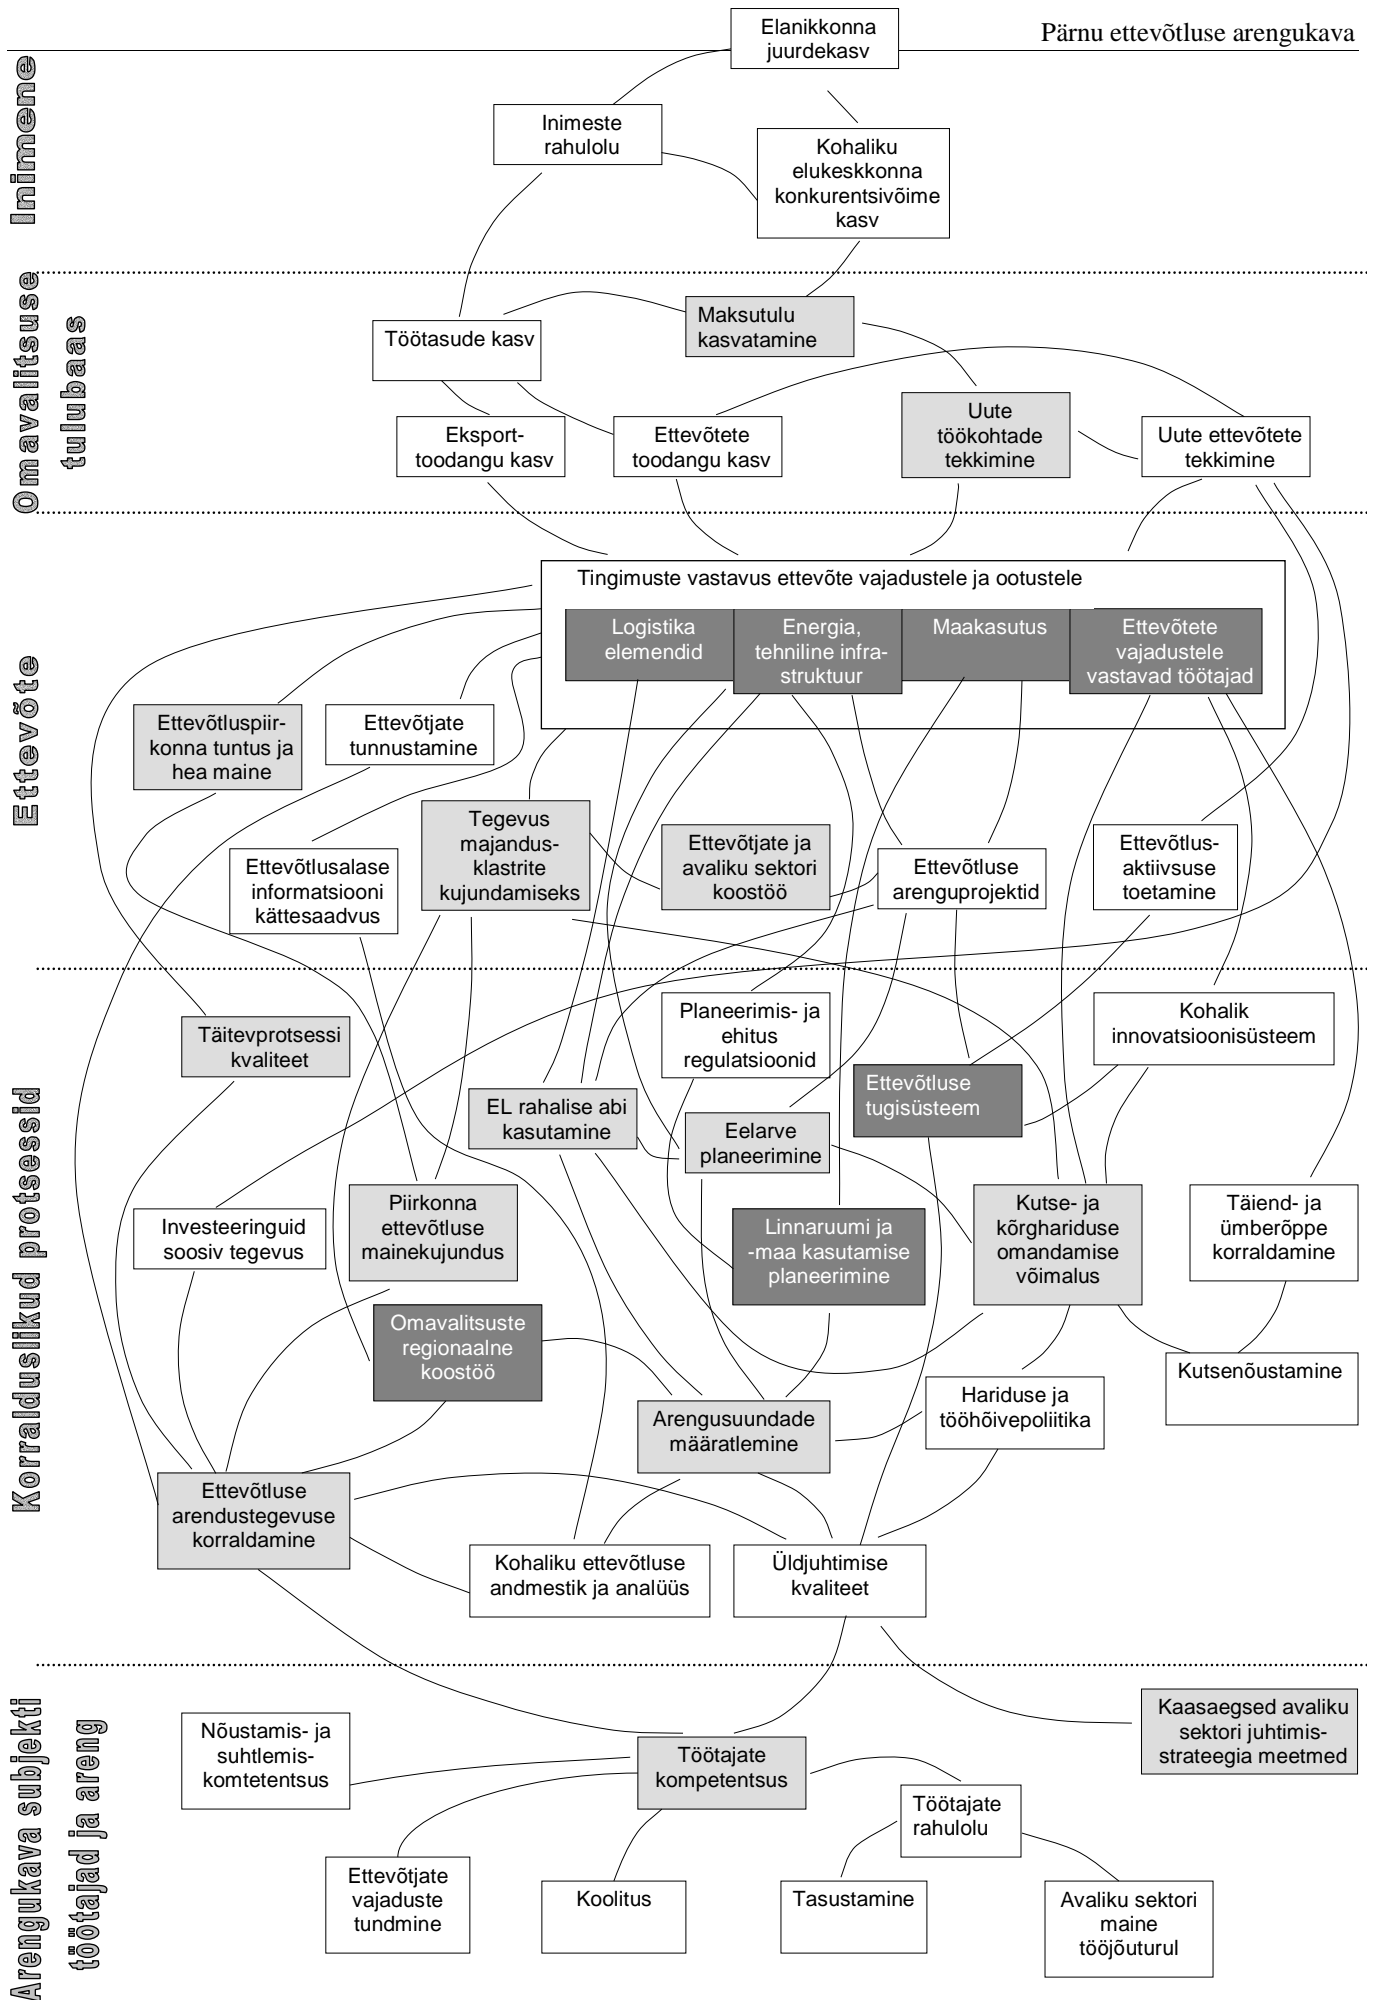 Pärnu ettevõtluse arengukava
Inimene
Elanikkonna
juurdekasv
Inimeste
rahulolu
Kohaliku
elukeskkonna
konkurentsivõime
kasv
Omavalitsuse
tulubaas
Maksutulu
kasvatamine
Töötasude kasv
Eksport-
toodangu kasv
Ettevõtete
toodangu kasv
Uute
töökohtade
tekkimine
Uute ettevõtete
tekkimine
Ettevõte
Tingimuste vastavus ettevõte vajadustele ja ootustele
Logistika
elemendid
Energia,
tehniline infra-
struktuur
Maakasutus
Ettevõtete
vajadustele
vastavad töötajad
Ettevõtluspiir-
konna tuntus ja
hea maine
Ettevõtjate
tunnustamine
Ettevõtlusalase
informatsiooni
kättesaadvus
Tegevus
majandus-
klastrite
kujundamiseks
Ettevõtjate ja
avaliku sektori
koostöö
Ettevõtluse
arenguprojektid
Ettevõtlus-
aktiivsuse
toetamine
Korralduslikud protsessid
Täitevprotsessi
kvaliteet
Planeerimis- ja
ehitus
regulatsioonid
Kohalik
innovatsioonisüsteem
Ettevõtluse
tugisüsteem
EL rahalise abi
kasutamine
Eelarve
planeerimine
Investeeringuid
soosiv tegevus
Piirkonna
ettevõtluse
mainekujundus
Linnaruumi ja
-maa kasutamise
planeerimine
Kutse- ja
kõrghariduse
omandamise
võimalus
Täiend- ja
ümberõppe
korraldamine
Omavalitsuste
regionaalne
koostöö
Kutsenõustamine
Arengusuundade
määratlemine
Hariduse ja
tööhõivepoliitika
Ettevõtluse
arendustegevuse
korraldamine
Kohaliku ettevõtluse
andmestik ja analüüs
Üldjuhtimise
kvaliteet
Arengukava subjekti
töötajad ja areng
Nõustamis- ja
suhtlemis-
komtetentsus
Töötajate
kompetentsus
Kaasaegsed avaliku
sektori juhtimis-
strateegia meetmed
Töötajate
rahulolu
Ettevõtjate
vajaduste
tundmine
Koolitus
Tasustamine
Avaliku sektori
maine
tööjõuturul